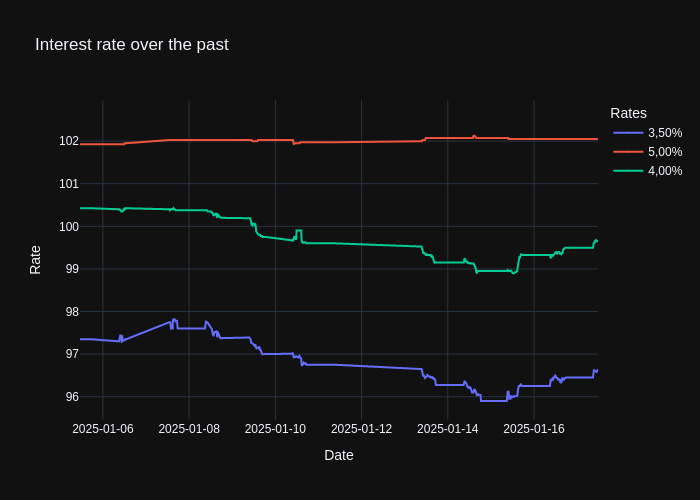 Interest rate over the past
Rates
3,50%
5,00%
4,00%
102
101
100
99
98
97
96
Rate
2025-01-06 2025-01-08 2025-01-10 2025-01-12 2025-01-14 2025-01-16
Date